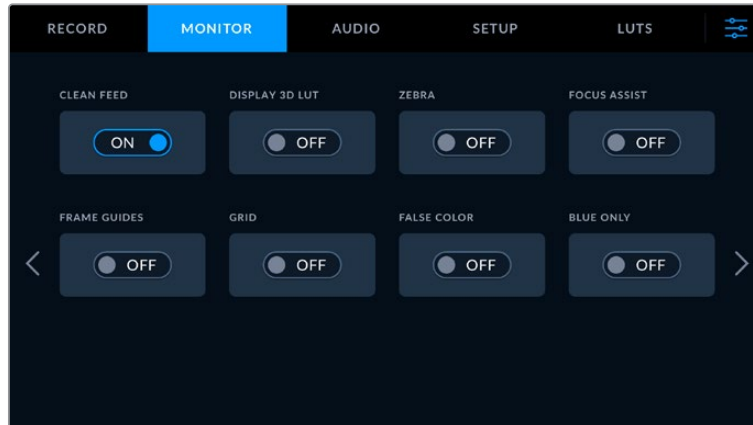 RECORD MONITOR AUDIO SETUP LUTS
CLEAN FEED DISPLAY 3D LUT ZEBRA FOCUS ASSIST
ON OFF OFF OFF
FRAME GUIDES GRID FALSE COLOR BLUE ONLY
OFF OFF OFF OFF